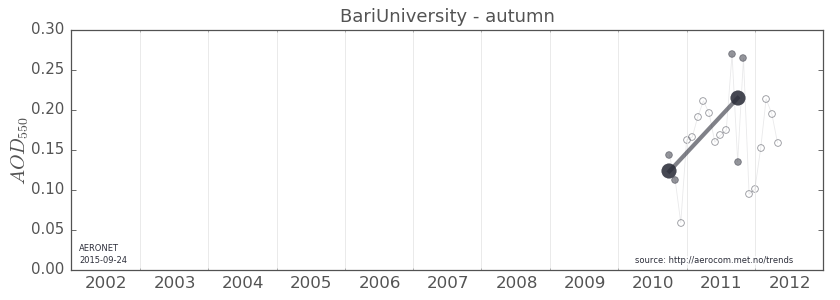 BariUniversity - autumn
0.30
0.25
0.20
0.15
0.10
0.05
0.00
AOD550
AERONET
2015-09-24
source: http://aerocom.met.no/trends
2002 2003 2004 2005 2006 2007 2008 2009 2010 2011 2012